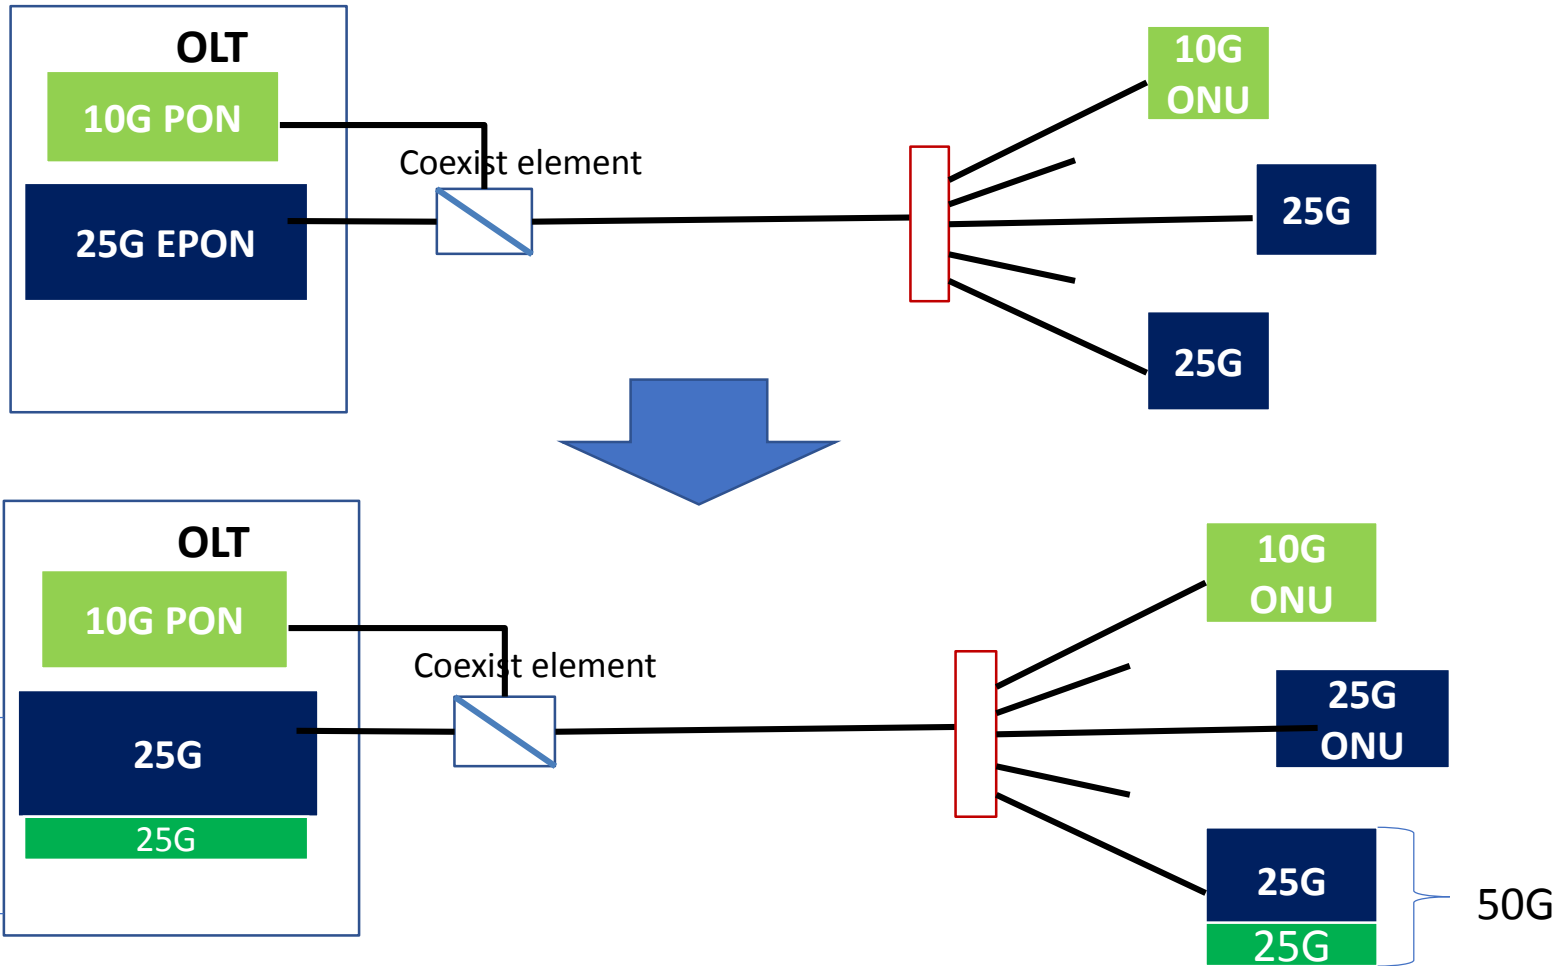 OLT
10G PON
25G EPON
Coexist element
10G
ONU
25G
25G
OLT
10G PON
25G
25G
Coexist element
10G
ONU
25G
ONU
25G
25G
50G